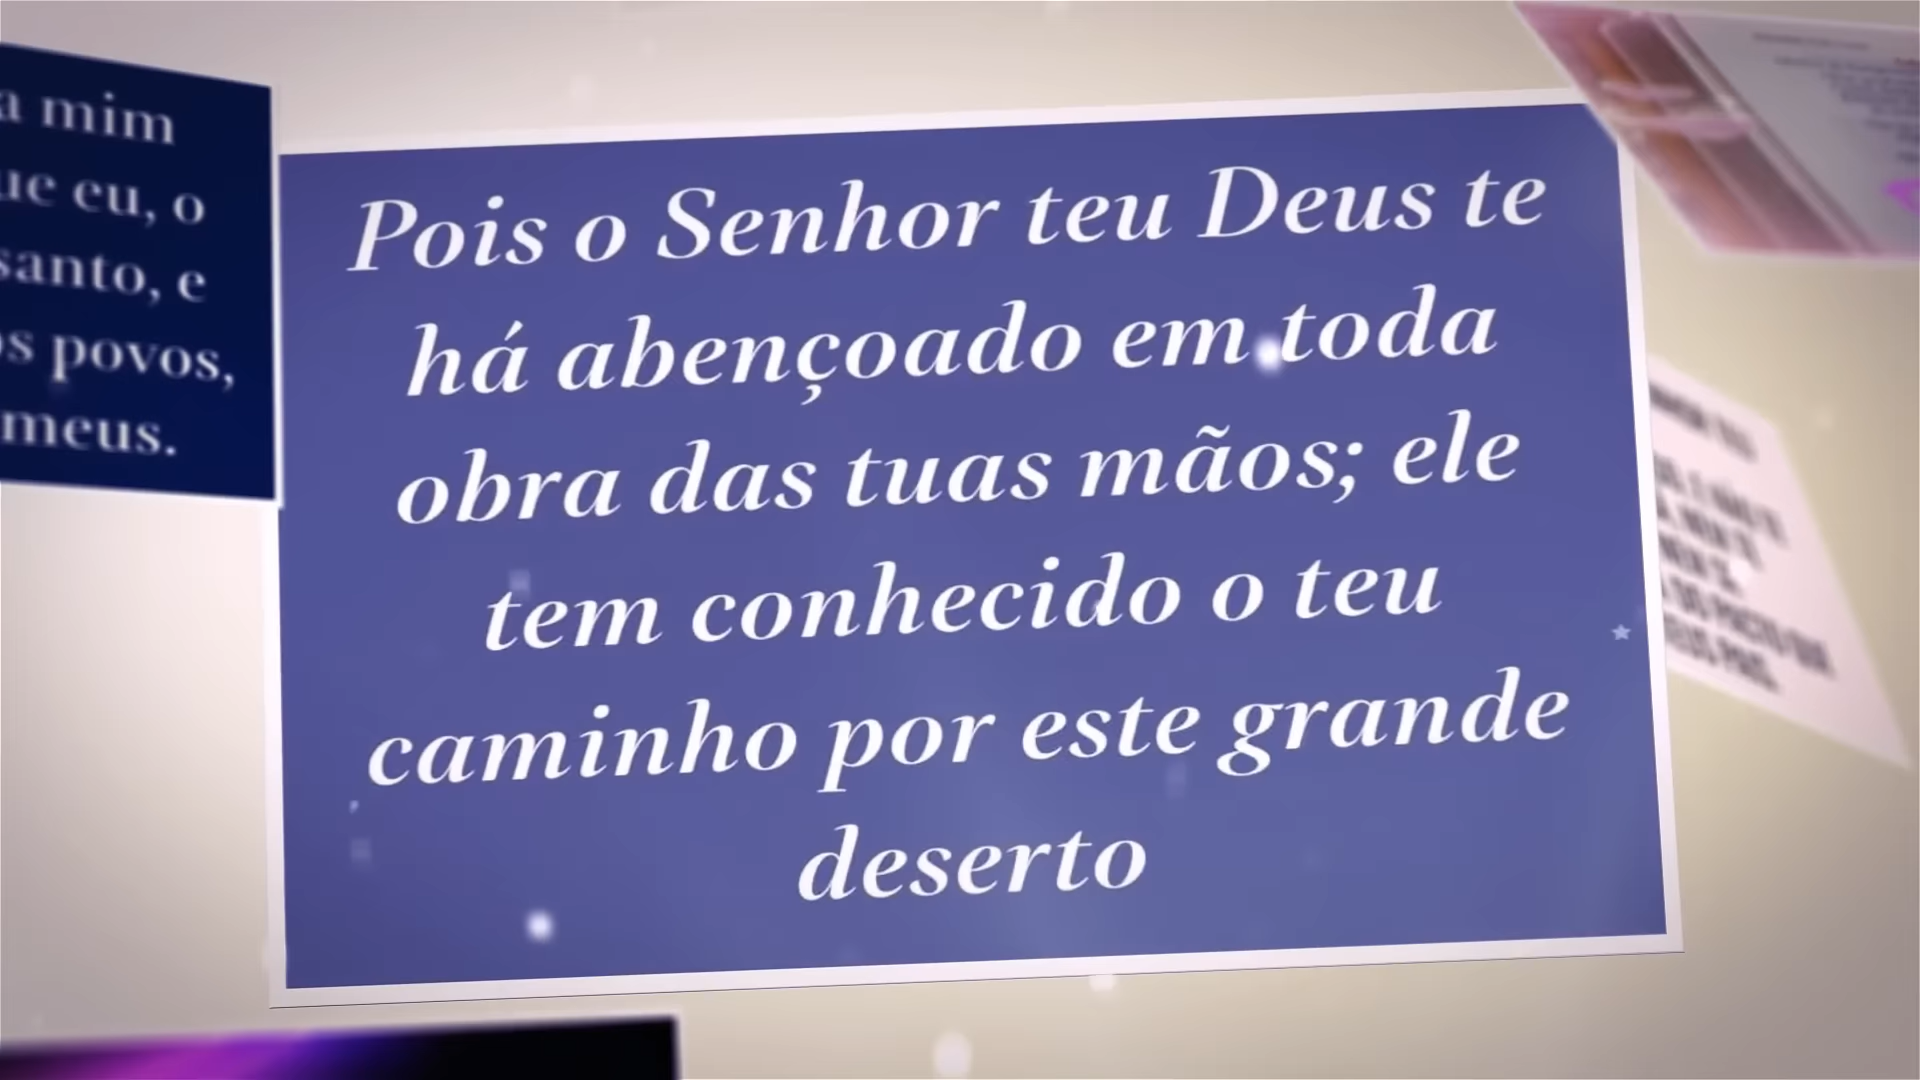 a mim
ue eu, o
santo, e
os povos,
meus.
Pois o Senhor teu Deus te
há abençoado em toda
obra das tuas mãos; ele
tem conhecido o teu
caminho por este grande
deserto